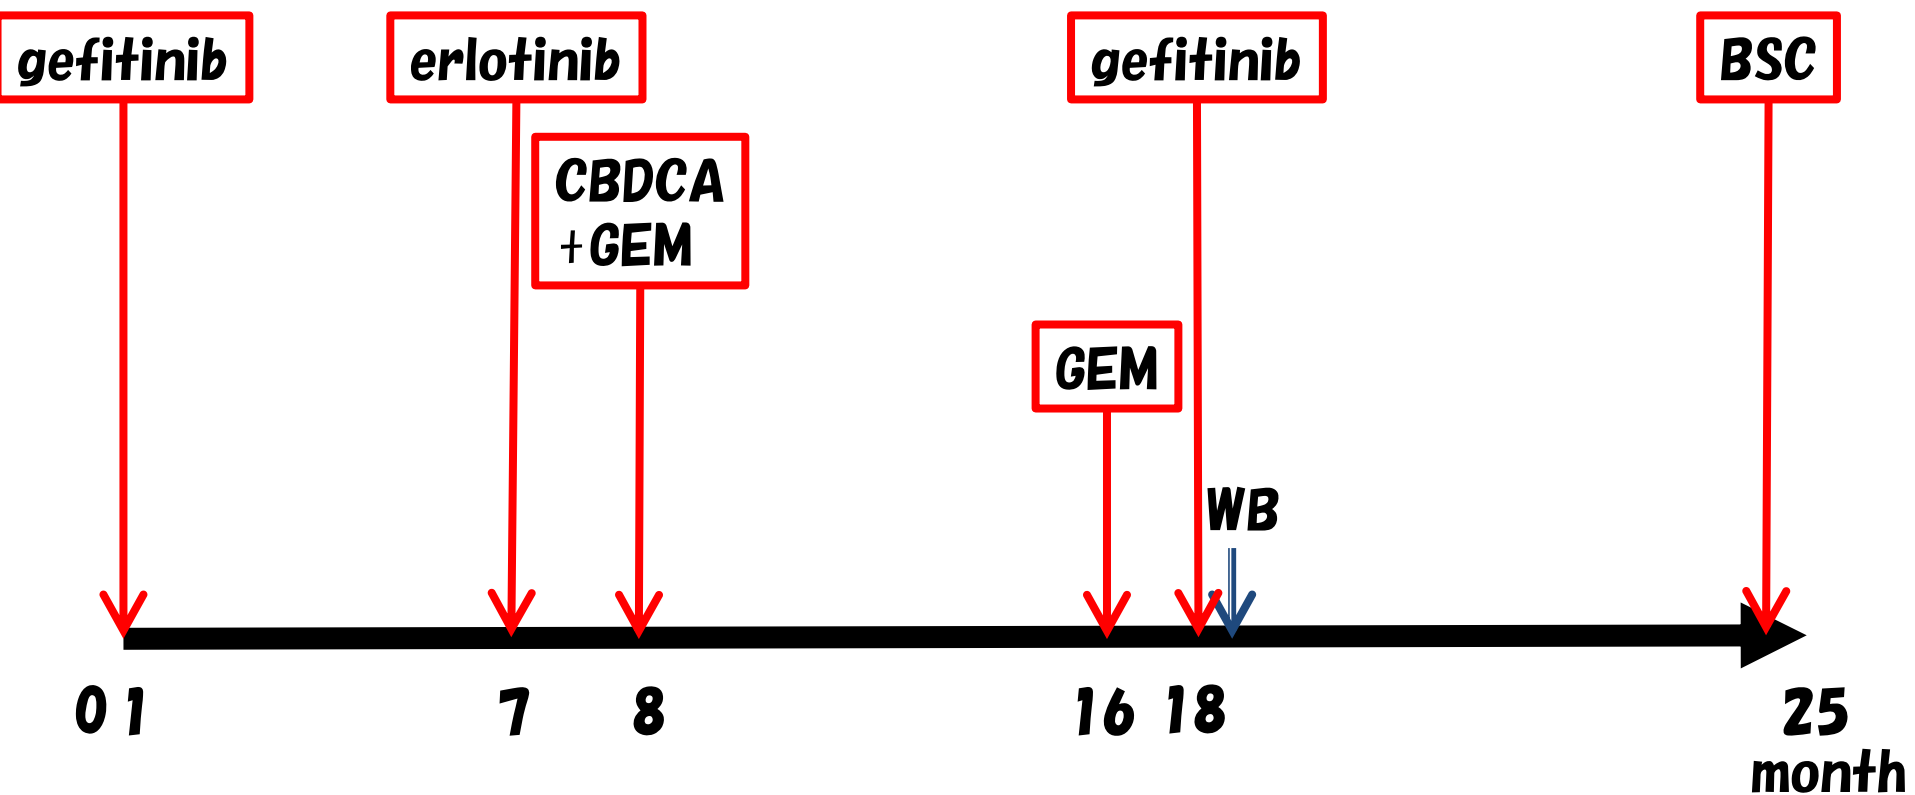 gefitinib
erlotinib
gefitinib
BSC
CBDCA
+GEM
GEM
WB
0 1
7
8
16
18
25
month